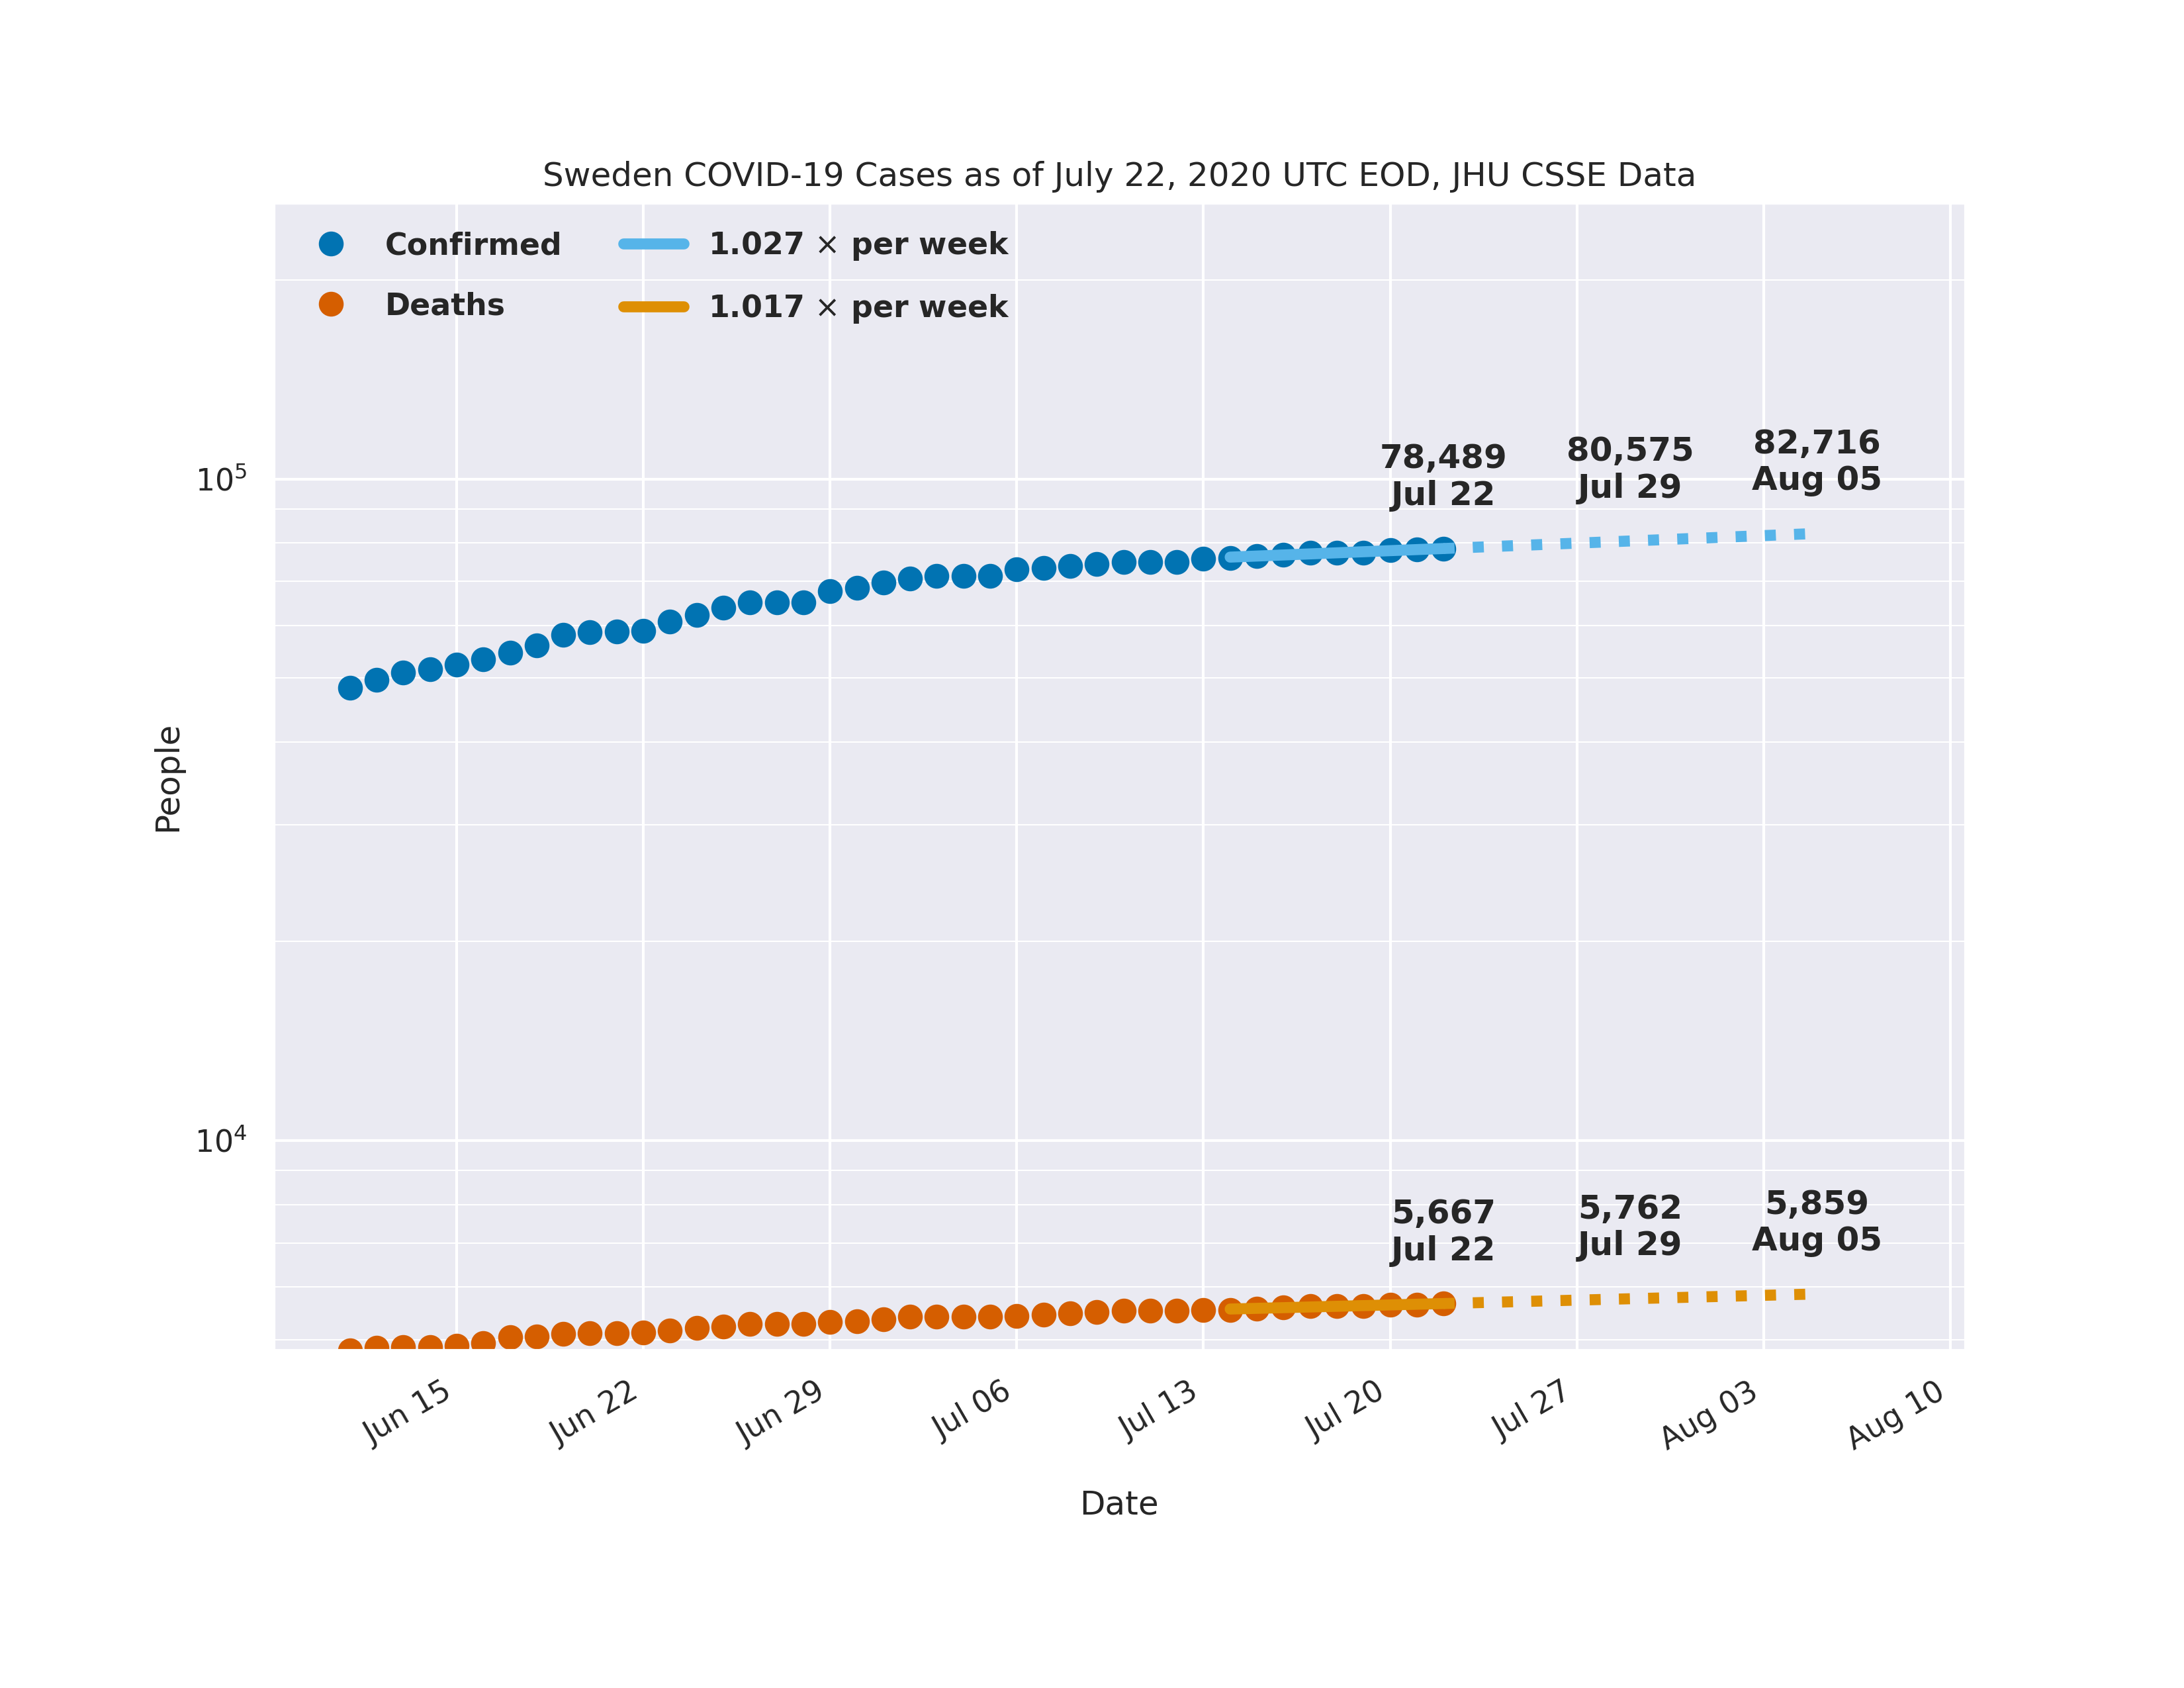 Sweden COVID-19 Cases as of July 22, 2020 UTC EOD, JHU CSSE Data
Confirmed
Deaths
1.027 × per week
1.017 × per week
78,489
Jul 22
80,575
Jul 29
82,716
Aug 05
10⁵
People
10⁴
5,667
Jul 22
5,762
Jul 29
5,859
Aug 05
Jun 15
Jun 22
Jun 29
Jul 06
Jul 13
Jul 20
Jul 27
Aug 03
Aug 10
Date